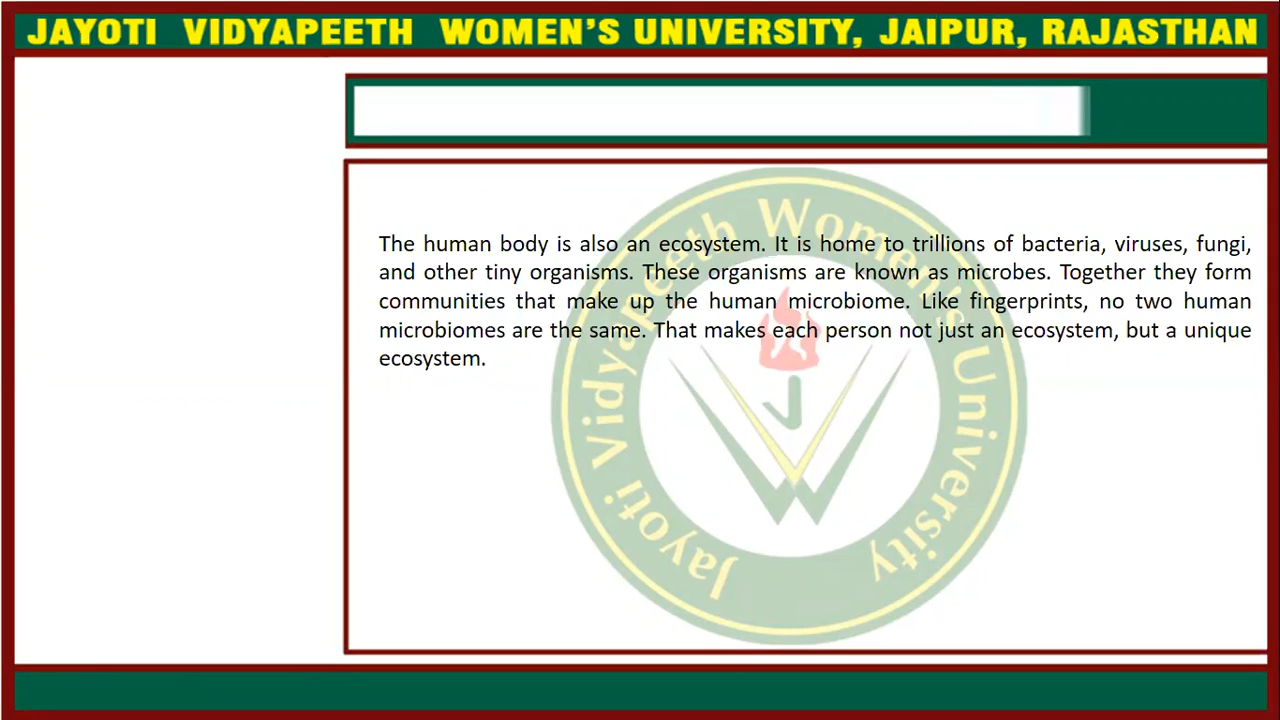 JAYOTI VIDYAPEETH WOMEN’S UNIVERSITY, JAIPUR, RAJASTHAN
The human body is also an ecosystem. It is home to trillions of bacteria, viruses, fungi,
and other tiny organisms. These organisms are known as microbes. Together they form
communities that make up the human microbiome. Like fingerprints, no two human
microbiomes are the same. That makes each person not just an ecosystem, but a unique
ecosystem.
Jayoti Vidyapeeth Women's University
J
W